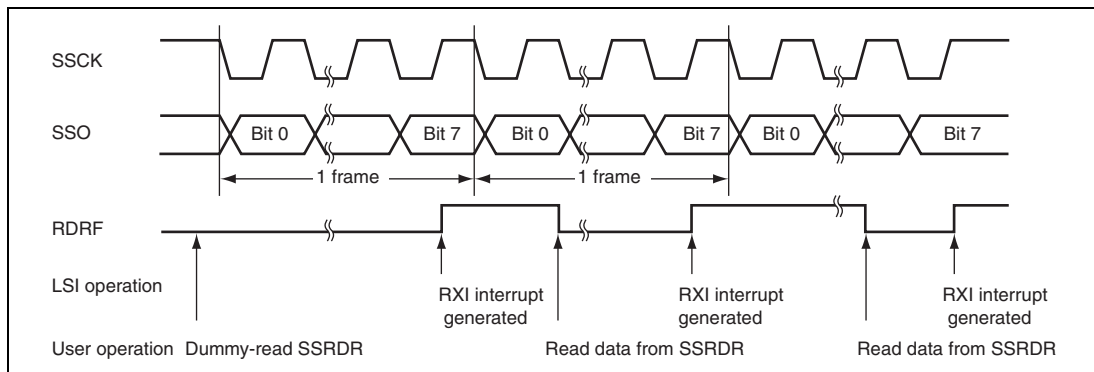 SSCK
SSO Bit 0 Bit 7 Bit 0 Bit 7 Bit 0 Bit 7
1 frame 1 frame
RDRF
LSI operation RXI interrupt generated RXI interrupt generated RXI interrupt generated
User operation Dummy-read SSRDR Read data from SSRDR Read data from SSRDR